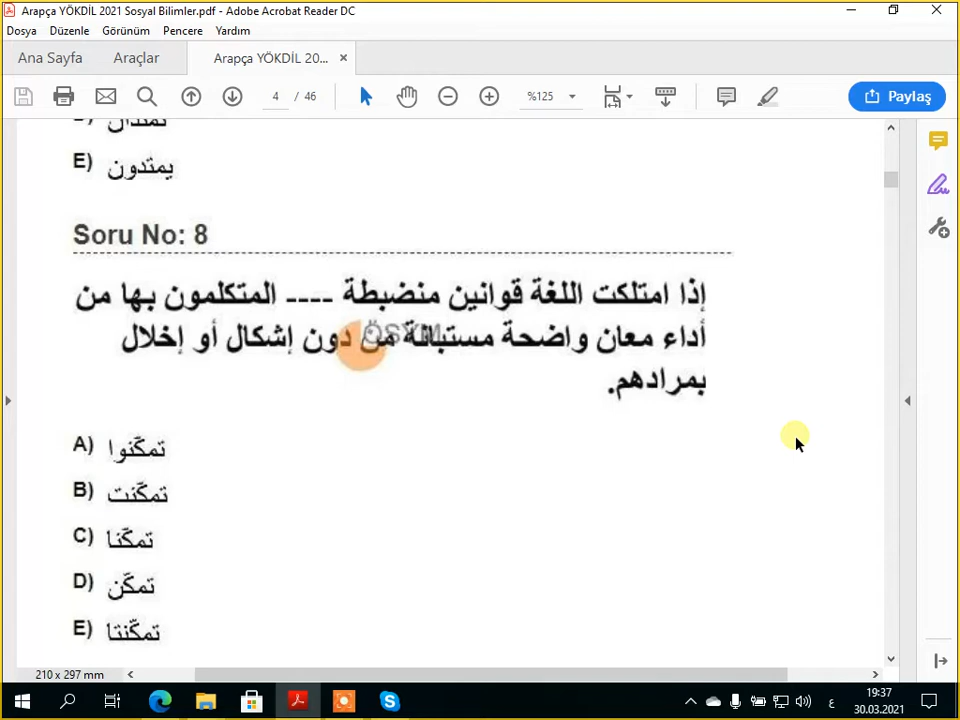 Arapça YÖKDİL 2021 Sosyal Bilimler.pdf - Adobe Acrobat Reader DC
Dosya Düzenle Görünüm Pencere Yardım
Ana Sayfa Araçlar Arapça YÖKDİL 20...
4 / 46 %125 Paylaş
E) يمتدون
Soru No: 8
إذا امتلكت اللغة قوانين منضبطة ---- المتكلمون بها من
أداء معان واضحة مستبانة من دون إشكال أو إخلال
بمرادهم.
ÖSYM
A) تمكّنوا
B) تمكّنت
C) تمكّنا
D) تمكّن
E) تمكّنتا
210 x 297 mm
19:37
ع
30.03.2021